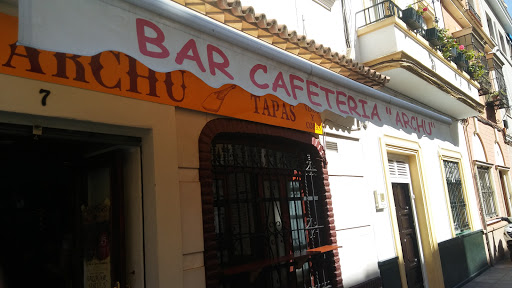 BAR CAFETERIA "ARCHU"
ARCHU
TAPAS Y
7